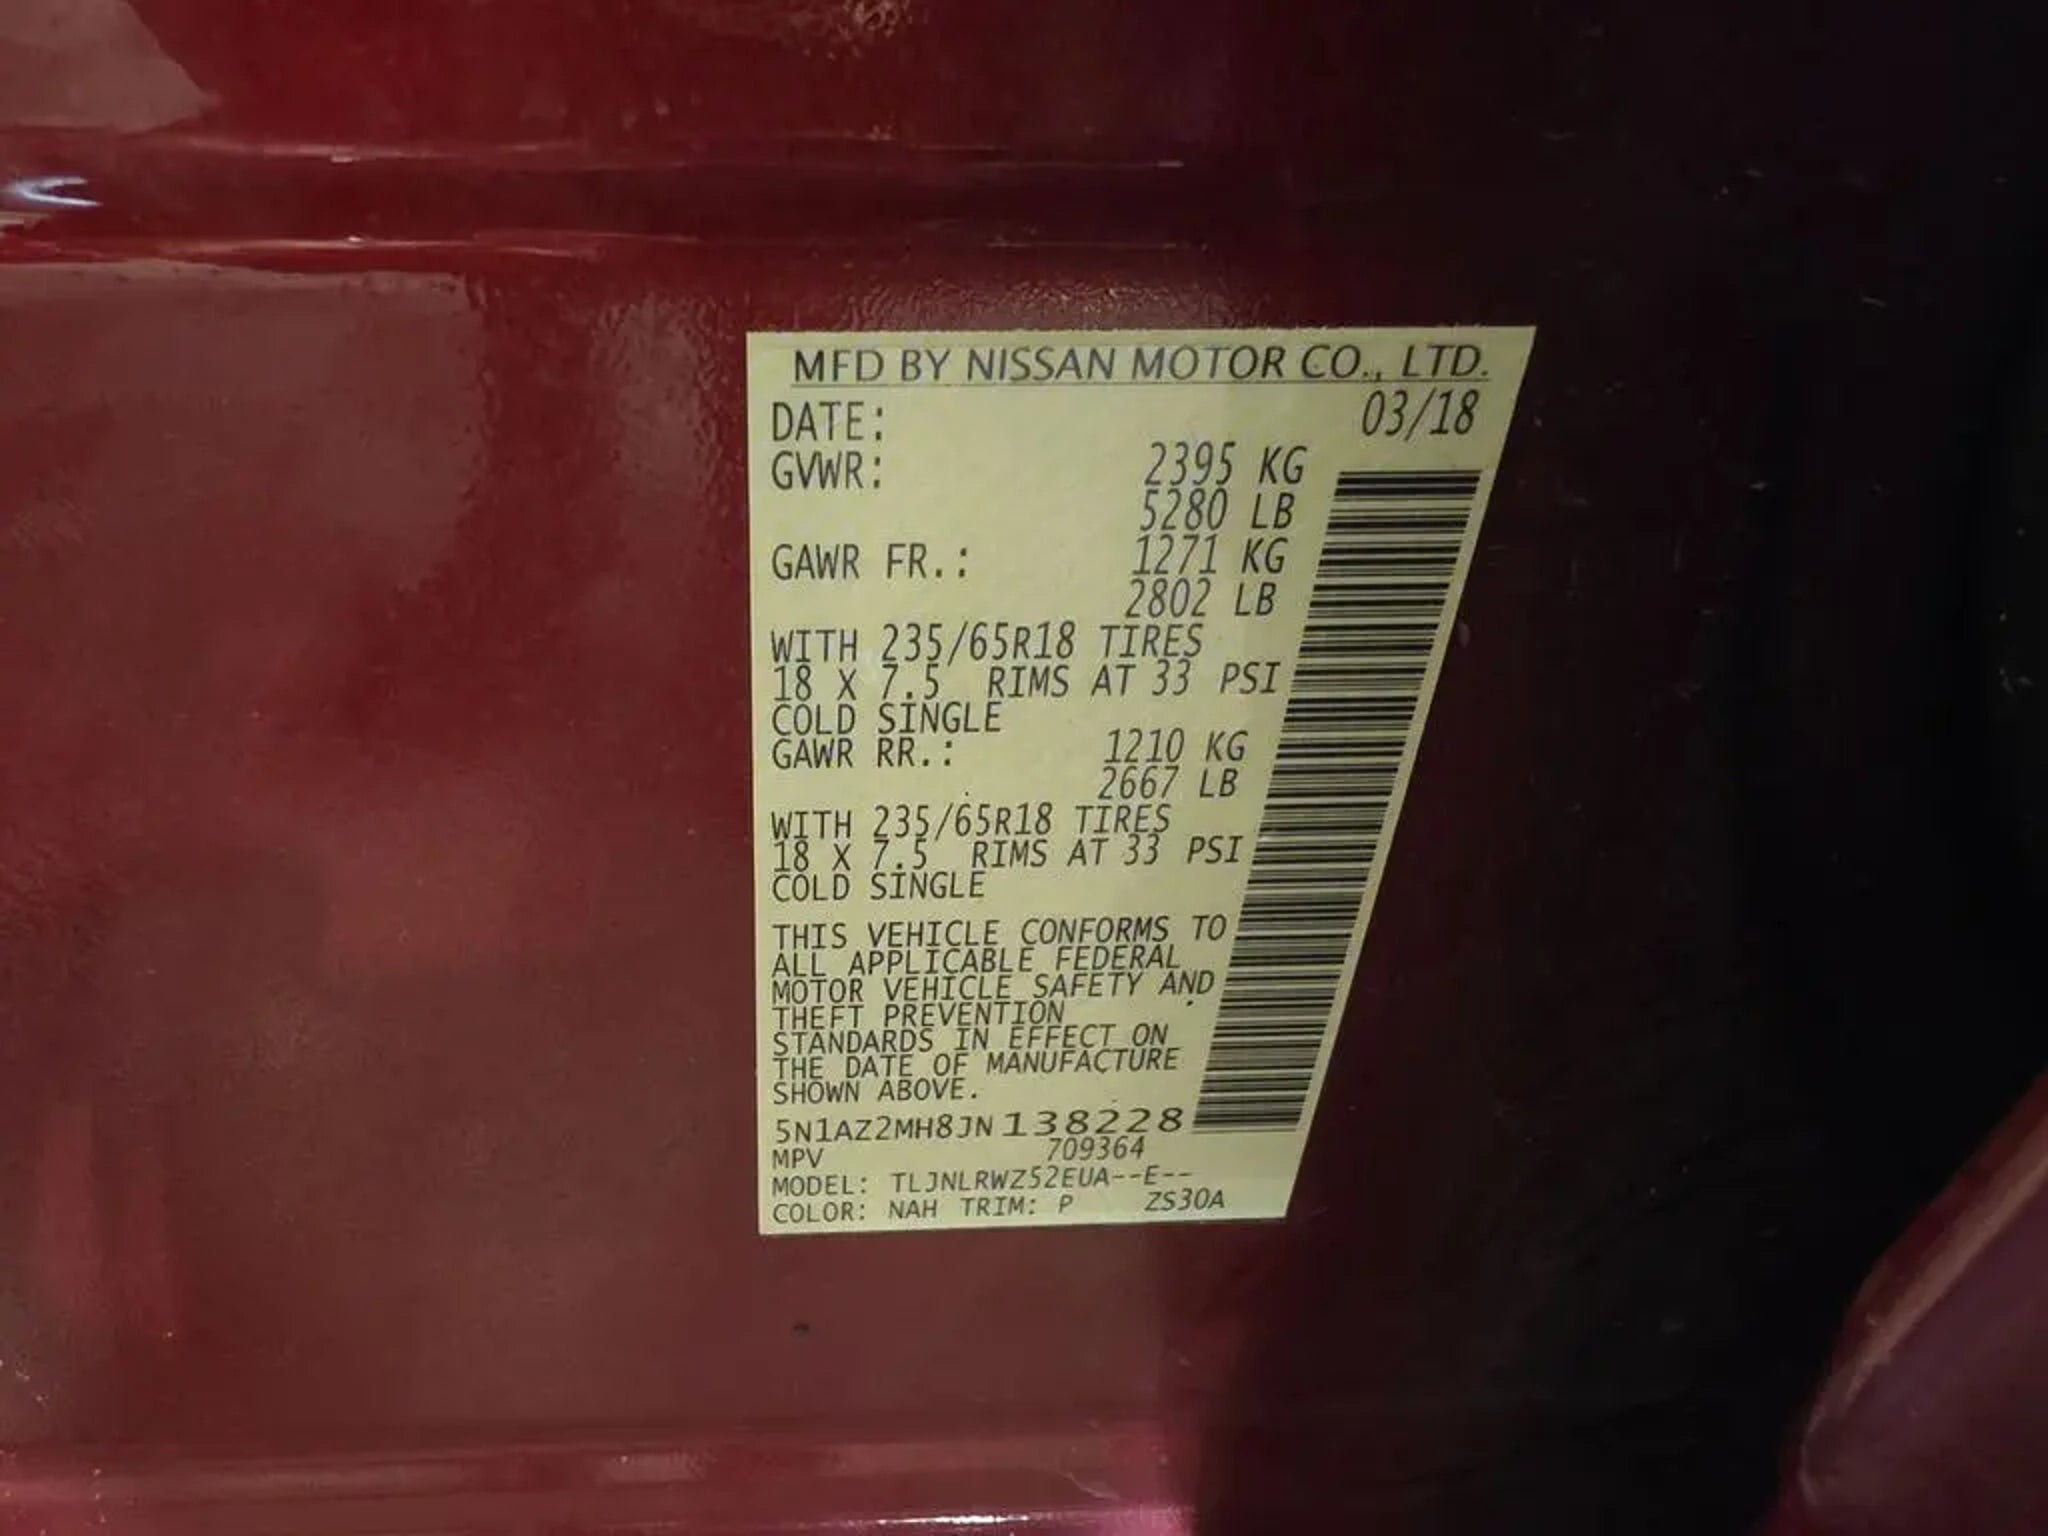 MFD BY NISSAN MOTOR CO., LTD.
DATE: 03/18
GVWR: 2395 KG
5280 LB
GAWR FR.: 1271 KG
2802 LB
WITH 235/65R18 TIRES
18 X 7.5 RIMS AT 33 PSI
COLD SINGLE
GAWR RR.: 1210 KG
2667 LB
WITH 235/65R18 TIRES
18 X 7.5 RIMS AT 33 PSI
COLD SINGLE
THIS VEHICLE CONFORMS TO
ALL APPLICABLE FEDERAL
MOTOR VEHICLE SAFETY AND
THEFT PREVENTION
STANDARDS IN EFFECT ON
THE DATE OF MANUFACTURE
SHOWN ABOVE.
5N1AZ2MH8JN138228
MPV 709364
MODEL: TLJNLRWZ52EUA--E--
COLOR: NAH TRIM: P ZS30A